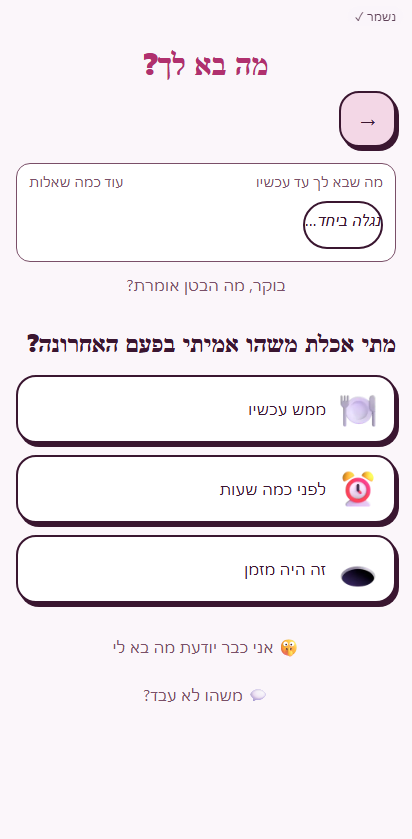 נשמר ✓
מה בא לך?
→
מה שבא לך עד עכשיו
עוד כמה שאלות
נגלה ביחד...
בוקר, מה הבטן אומרת?
מתי אכלת משהו אמיתי בפעם האחרונה?
ממש עכשיו
לפני כמה שעות
זה היה מזמן
אני כבר יודעת מה בא לי
משהו לא עבד?